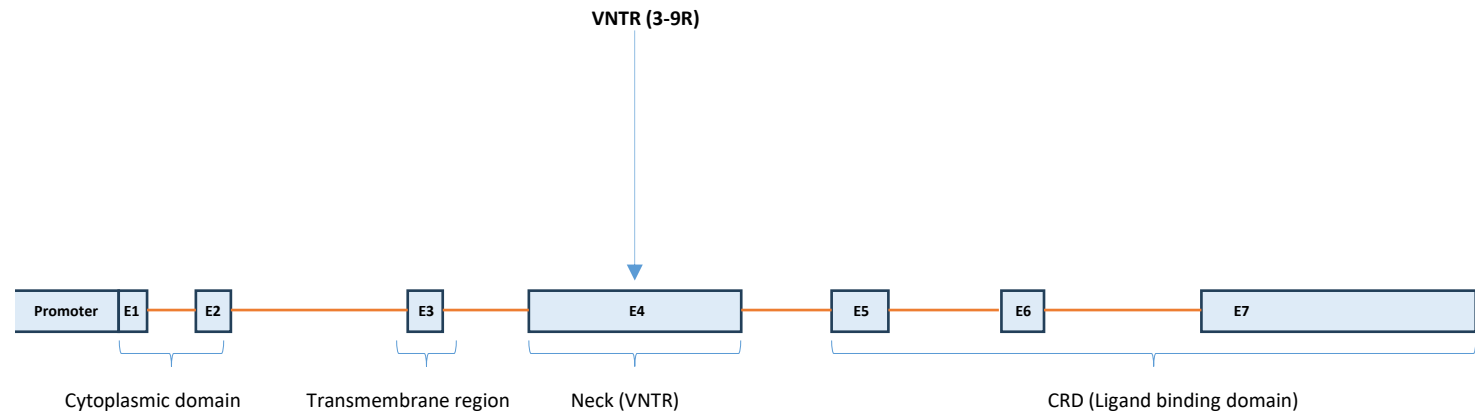 VNTR (3-9R)
Promoter E1 E2 E3 E4 E5 E6 E7
Cytoplasmic domain Transmembrane region Neck (VNTR) CRD (Ligand binding domain)